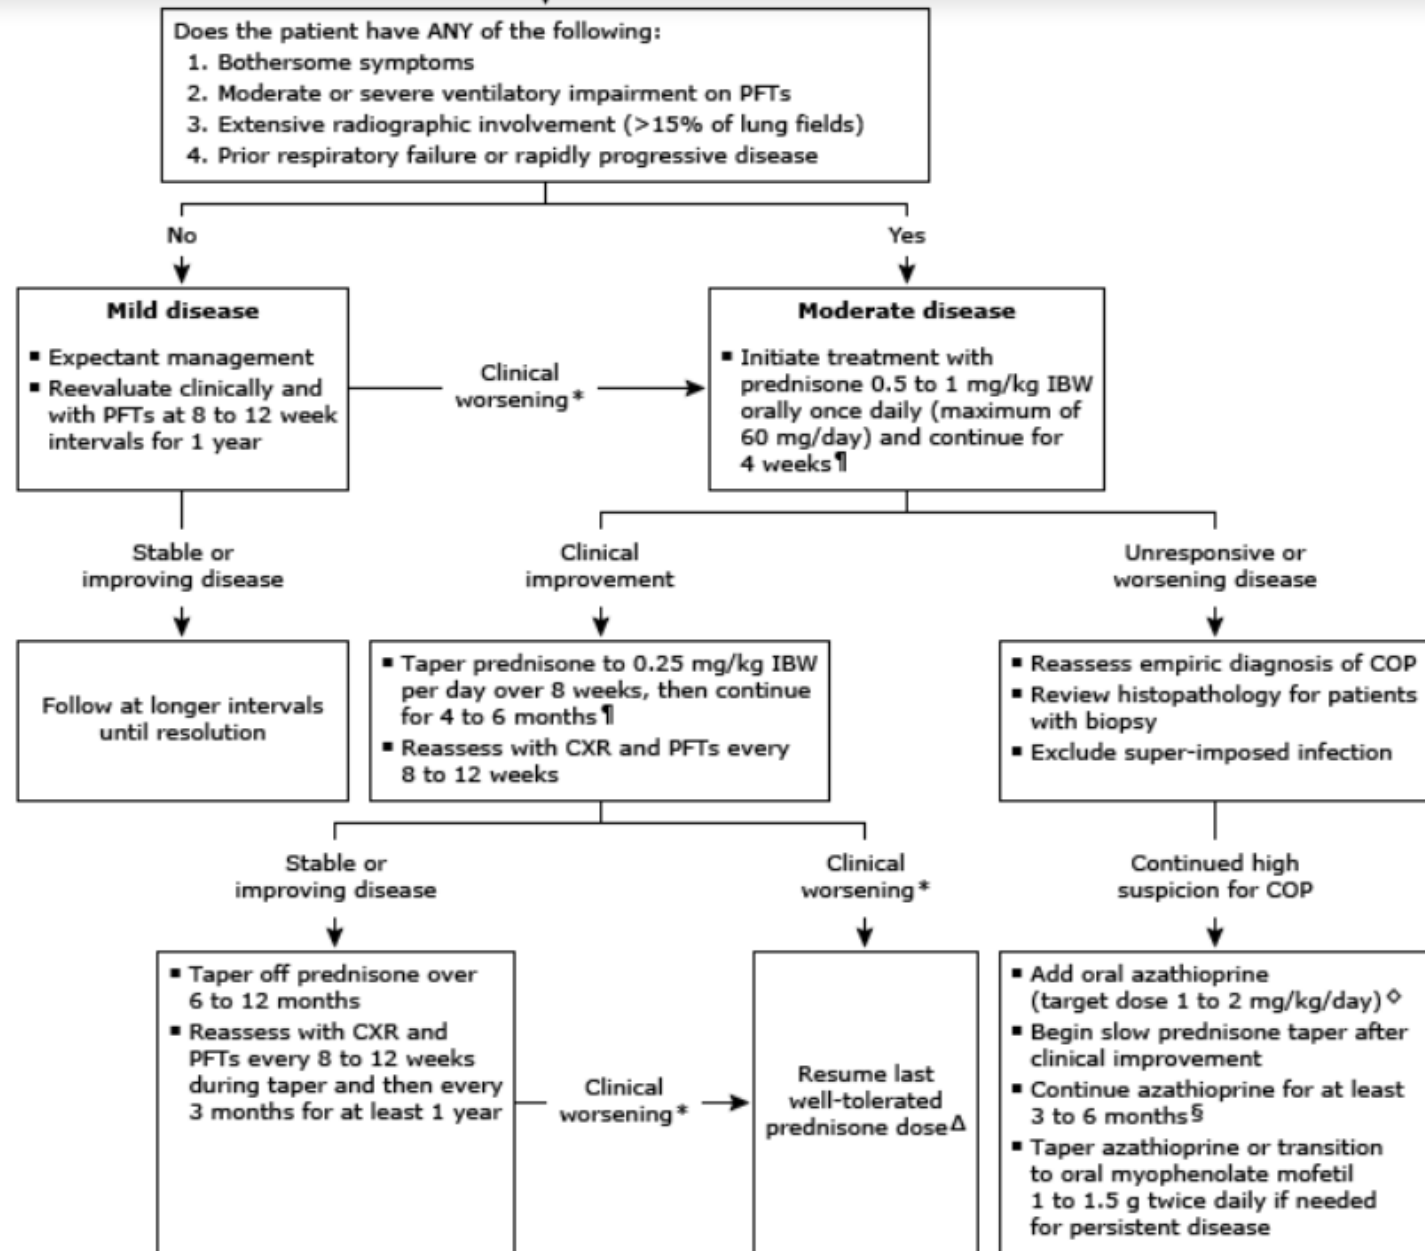 Does the patient have ANY of the following:
1. Bothersome symptoms
2. Moderate or severe ventilatory impairment on PFTs
3. Extensive radiographic involvement (>15% of lung fields)
4. Prior respiratory failure or rapidly progressive disease
No
Yes
Mild disease
▪ Expectant management
▪ Reevaluate clinically and
with PFTs at 8 to 12 week
intervals for 1 year
Clinical
worsening*
Moderate disease
▪ Initiate treatment with
prednisone 0.5 to 1 mg/kg IBW
orally once daily (maximum of
60 mg/day) and continue for
4 weeks¶
Stable or
improving disease
Clinical
improvement
Unresponsive or
worsening disease
Follow at longer intervals
until resolution
▪ Taper prednisone to 0.25 mg/kg IBW
per day over 8 weeks, then continue
for 4 to 6 months¶
▪ Reassess with CXR and PFTs every
8 to 12 weeks
▪ Reassess empiric diagnosis of COP
▪ Review histopathology for patients
with biopsy
▪ Exclude super-imposed infection
Stable or
improving disease
Clinical
worsening*
Continued high
suspicion for COP
▪ Taper off prednisone over
6 to 12 months
▪ Reassess with CXR and
PFTs every 8 to 12 weeks
during taper and then every
3 months for at least 1 year
Clinical
worsening*
Resume last
well-tolerated
prednisone doseΔ
▪ Add oral azathioprine
(target dose 1 to 2 mg/kg/day)◇
▪ Begin slow prednisone taper after
clinical improvement
▪ Continue azathioprine for at least
3 to 6 months§
▪ Taper azathioprine or transition
to oral myophenolate mofetil
1 to 1.5 g twice daily if needed
for persistent disease